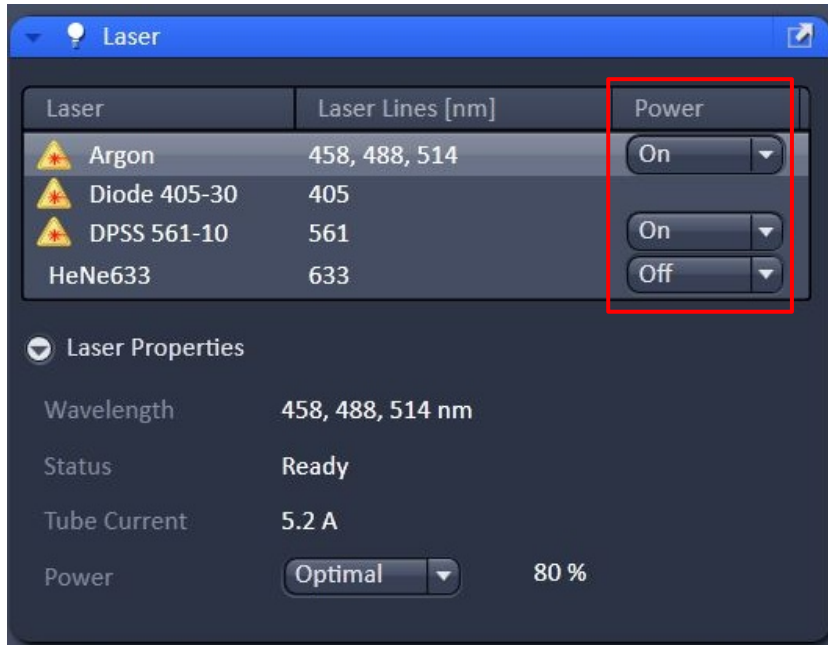 Laser
Laser Laser Lines [nm] Power
Argon 458, 488, 514 On
Diode 405-30 405
DPSS 561-10 561 On
HeNe633 633 Off
Laser Properties
Wavelength 458, 488, 514 nm
Status Ready
Tube Current 5.2 A
Power Optimal 80 %